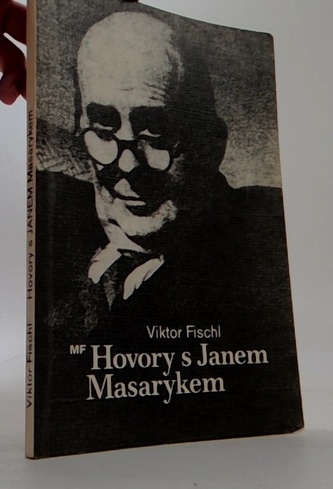 Viktor Fischl
MF Hovory s Janem
Masarykem
Viktor Fischl Hovory s JANEM Masarykem